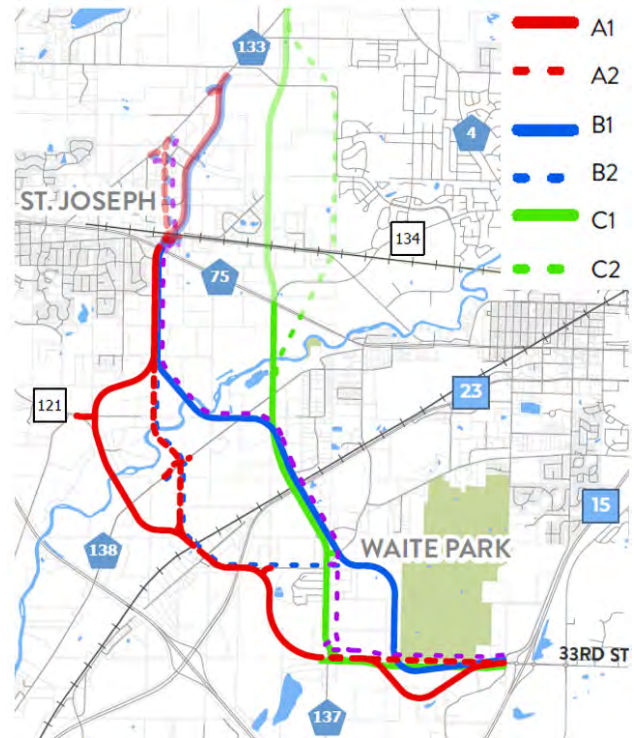 A1
A2
B1
B2
C1
C2
133
4
ST. JOSEPH
134
75
23
121
15
138
WAITE PARK
33RD ST
137